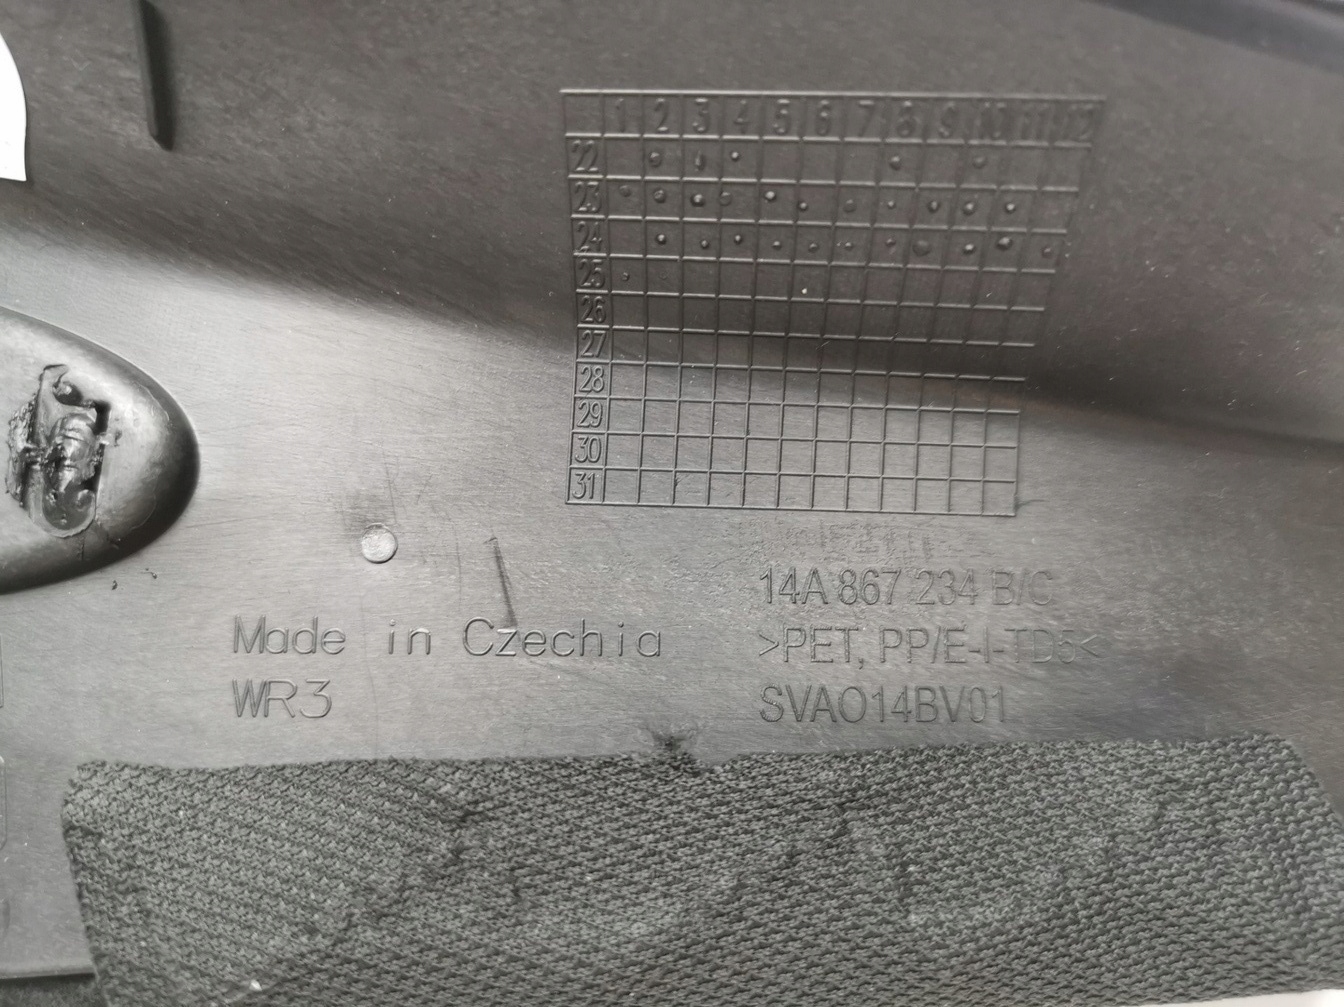 1 2 3 4 5 6 7 8 9 10 11 12
22
23
24
25
26
27
28
29
30
31
14A 867 234 B/C
Made in Czechia
>PET, PP/E-I-TD5<
WR3
SVAO14BV01